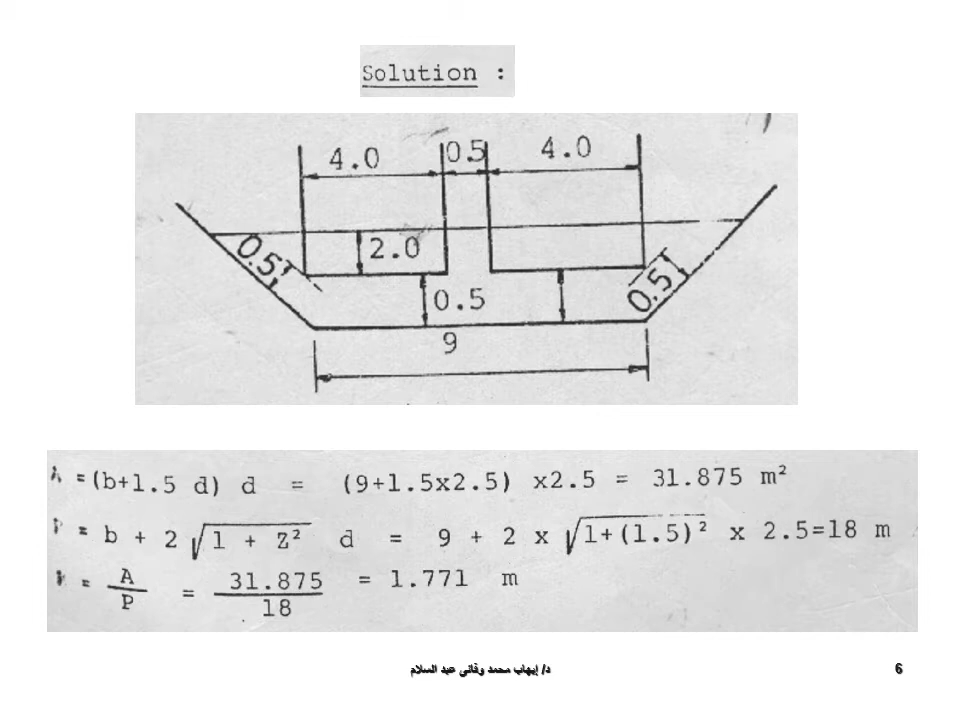 Solution :
4.0 0.5 4.0
0.5 2.0
0.5 0.5
9
A =(b+1.5 d) d = (9+1.5x2.5) x2.5 = 31.875 m²
P = b + 2 √1 + Z² d = 9 + 2 x √1+(1.5)² x 2.5=18 m
= A/P = 31.875/18 = 1.771 m
د/ إيهاب محمد وفائى عبد السلام
6